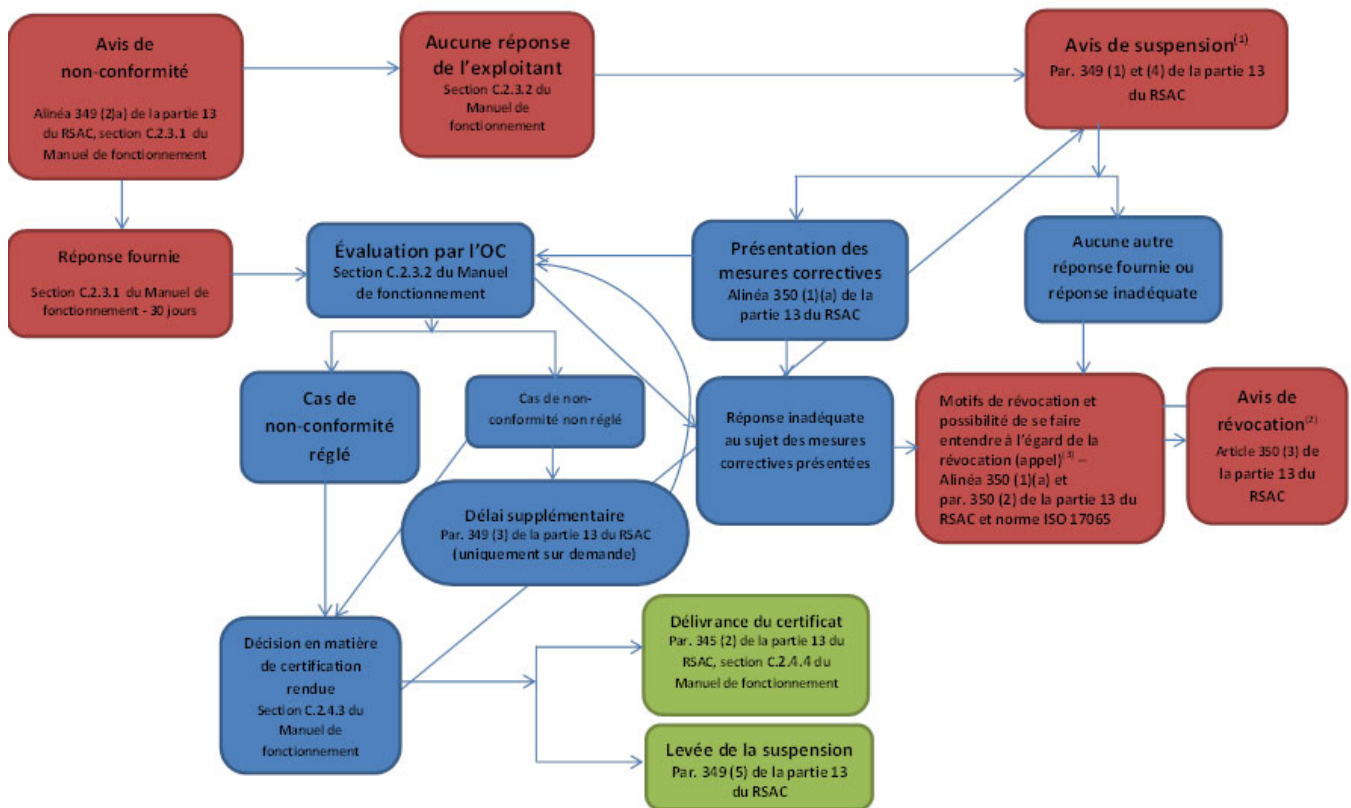 Avis de
non-conformité
Alinéa 349 (2)a) de la partie 13
du RSAC, section C.2.3.1 du
Manuel de fonctionnement
Aucune réponse
de l'exploitant
Section C.2.3.2 du
Manuel de
fonctionnement
Avis de suspension(1)
Par. 349 (1) et (4) de la partie 13
du RSAC
Réponse fournie
Section C.2.3.1 du Manuel de
fonctionnement - 30 jours
Évaluation par l'OC
Section C.2.3.2 du Manuel
de fonctionnement
Présentation des
mesures correctives
Alinéa 350 (1)(a) de la
partie 13 du RSAC
Aucune autre
réponse fournie ou
réponse inadéquate
Cas de
non-conformité
réglé
Cas de non-
conformité non réglé
Réponse inadéquate
au sujet des mesures
correctives présentées
Motifs de révocation et
possibilité de se faire
entendre à l'égard de la
révocation (appel)(3) –
Alinéa 350 (1)(a) et
par. 350 (2) de la partie 13 du
RSAC et norme ISO 17065
Avis de
révocation(2)
Article 350 (3) de
la partie 13 du
RSAC
Délai supplémentaire
Par. 349 (3) de la partie 13 du RSAC
(uniquement sur demande)
Décision en matière
de certification
rendue
Section C.2.4.3 du
Manuel de
fonctionnement
Délivrance du certificat
Par. 345 (2) de la partie 13 du
RSAC, section C.2.4.4 du
Manuel de fonctionnement
Levée de la suspension
Par. 349 (5) de la partie 13
du RSAC